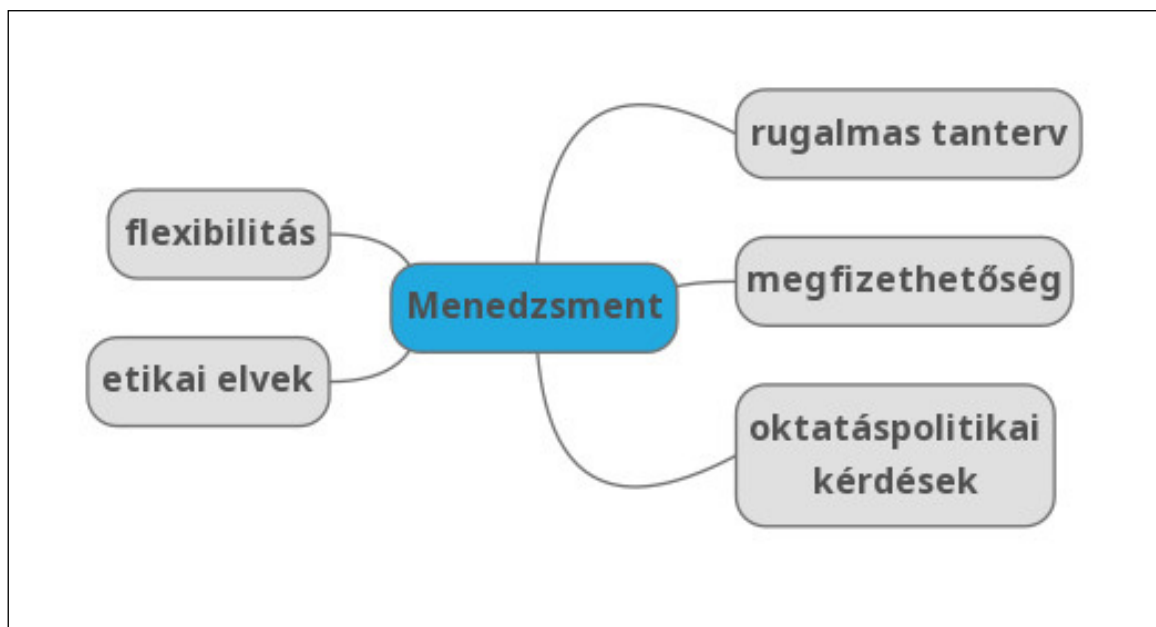 rugalmas tanterv
flexibilitás
megfizethetőség
Menedzsment
etikai elvek
oktatáspolitikai
kérdések